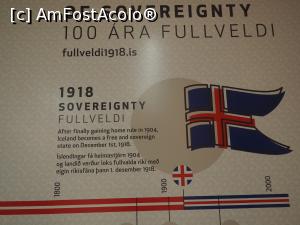 [c] AmFostAcolo®
OF SOVEREIGNTY
100 ÁRA FULLVELDI
fullveldi1918.is
1918
SOVEREIGNTY
FULLVELDI
After finally gaining home rule in 1904,
Iceland becomes a free and sovereign
state on December 1st, 1918.
Íslendingar fá heimastjórn 1904
og landið verður loks fullvalda ríki með
eigin ríkisfána þann 1. desember 1918.
1800
1900
2000